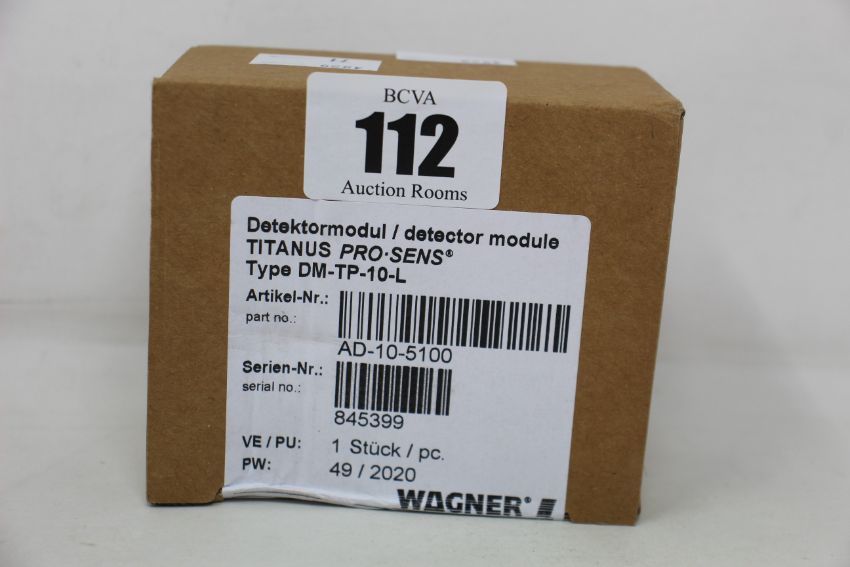 71
BCVA
112
Auction Rooms
Detektormodul / detector module
TITANUS PRO·SENS®
Type DM-TP-10-L
Artikel-Nr.:
part no.:
AD-10-5100
Serien-Nr.:
serial no.:
845399
VE / PU: 1 Stück / pc.
PW: 49 / 2020
WAGNER®